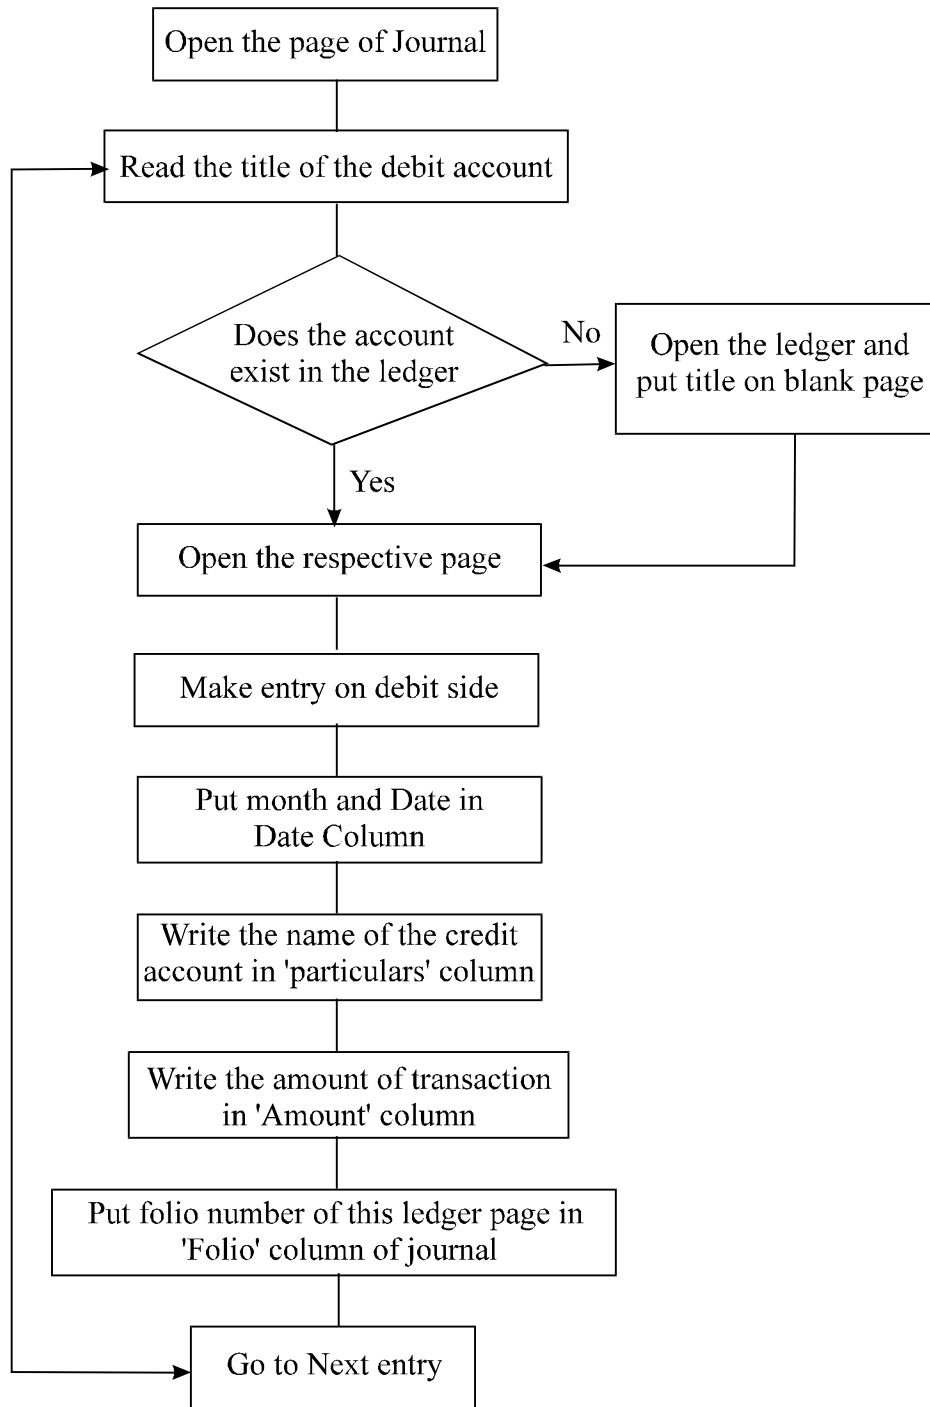 Open the page of Journal
Read the title of the debit account
Does the account
exist in the ledger
No
Open the ledger and
put title on blank page
Yes
Open the respective page
Make entry on debit side
Put month and Date in
Date Column
Write the name of the credit
account in 'particulars' column
Write the amount of transaction
in 'Amount' column
Put folio number of this ledger page in
'Folio' column of journal
Go to Next entry